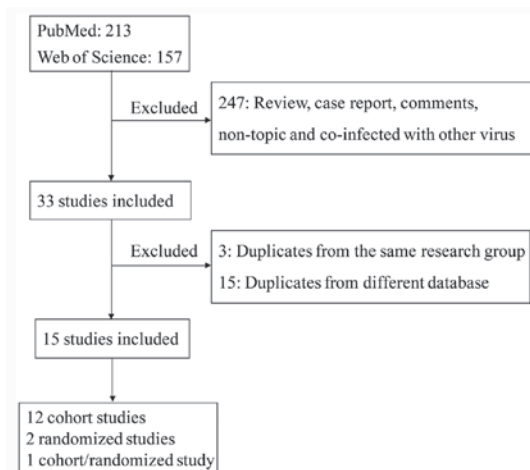 PubMed: 213
Web of Science: 157
Excluded
247: Review, case report, comments,
non-topic and co-infected with other virus
33 studies included
Excluded
3: Duplicates from the same research group
15: Duplicates from different database
15 studies included
12 cohort studies
2 randomized studies
1 cohort/randomized study